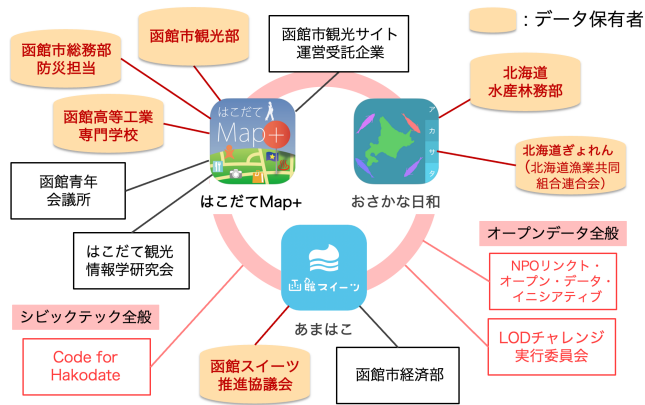 ：データ保有者
函館市総務部
防災担当
函館市観光部
函館市観光サイト
運営受託企業
北海道
水産林務部
函館高等工業
専門学校
はこだて
Map+
ア
カ
サ
タ
北海道ぎょれん
（北海道漁業共同
組合連合会）
函館青年
会議所
はこだてMap+
おさかな日和
はこだて観光
情報学研究会
オープンデータ全般
NPOリンクト・
オープン・データ・
イニシアティブ
函館スイーツ
あまはこ
シビックテック全般
Code for
Hakodate
LODチャレンジ
実行委員会
函館スイーツ
推進協議会
函館市経済部